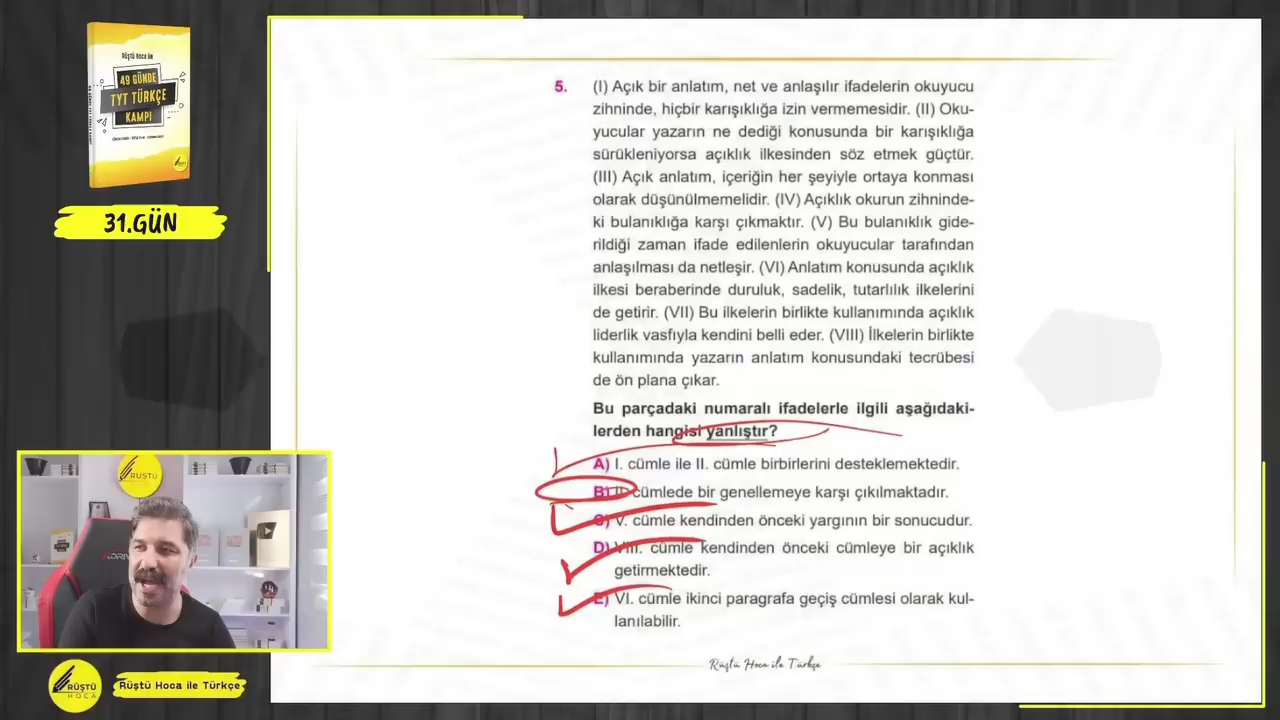 Rüştü Hoca ile
49 GÜNDE
TYT TÜRKÇE
KAMPI
31.GÜN
5. (I) Açık bir anlatım, net ve anlaşılır ifadelerin okuyucu
zihninde, hiçbir karışıklığa izin vermemesidir. (II) Oku-
yucular yazarın ne dediği konusunda bir karışıklığa
sürükleniyorsa açıklık ilkesinden söz etmek güçtür.
(III) Açık anlatım, içeriğin her şeyiyle ortaya konması
olarak düşünülmemelidir. (IV) Açıklık okurun zihninde-
ki bulanıklığa karşı çıkmaktır. (V) Bu bulanıklık gide-
rildiği zaman ifade edilenlerin okuyucular tarafından
anlaşılması da netleşir. (VI) Anlatım konusunda açıklık
ilkesi beraberinde duruluk, sadelik, tutarlılık ilkelerini
de getirir. (VII) Bu ilkelerin birlikte kullanımında açıklık
liderlik vasfıyla kendini belli eder. (VIII) İlkelerin birlikte
kullanımında yazarın anlatım konusundaki tecrübesi
de ön plana çıkar.
Bu parçadaki numaralı ifadelerle ilgili aşağıdaki-
lerden hangisi yanlıştır?
A) I. cümle ile II. cümle birbirlerini desteklemektedir.
B) cümlede bir genellemeye karşı çıkılmaktadır.
C) V. cümle kendinden önceki yargının bir sonucudur.
D) VIII. cümle kendinden önceki cümleye bir açıklık
getirmektedir.
E) VI. cümle ikinci paragrafa geçiş cümlesi olarak kul-
lanılabilir.
Rüştü Hoca ile Türkçe
RÜŞTÜ
RÜŞTÜ
HOCA
Rüştü Hoca ile Türkçe